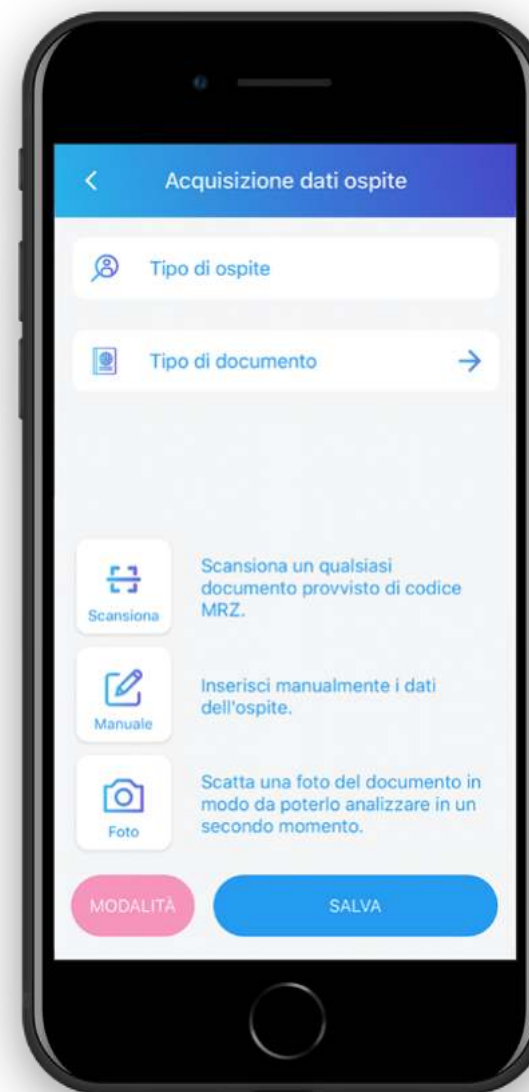 Acquisizione dati ospite
Tipo di ospite
Tipo di documento
Scansiona
Scansiona un qualsiasi
documento provvisto di codice
MRZ.
Manuale
Inserisci manualmente i dati
dell'ospite.
Foto
Scatta una foto del documento in
modo da poterlo analizzare in un
secondo momento.
MODALITÀ
SALVA